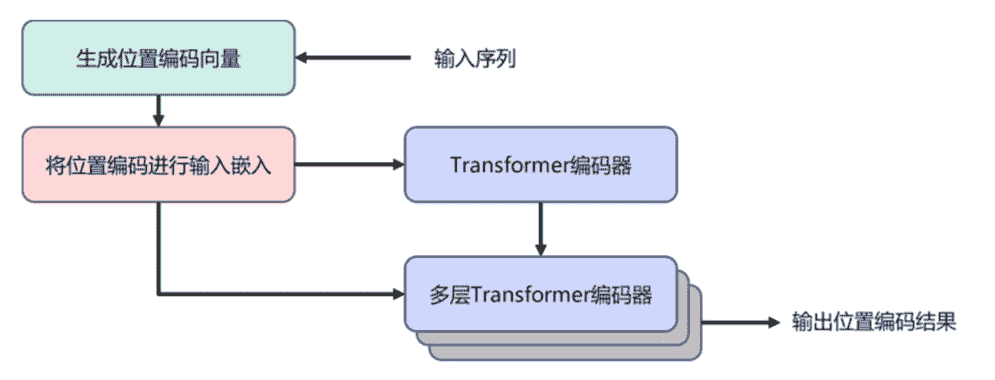 生成位置编码向量
输入序列
将位置编码进行输入嵌入
Transformer编码器
多层Transformer编码器
输出位置编码结果